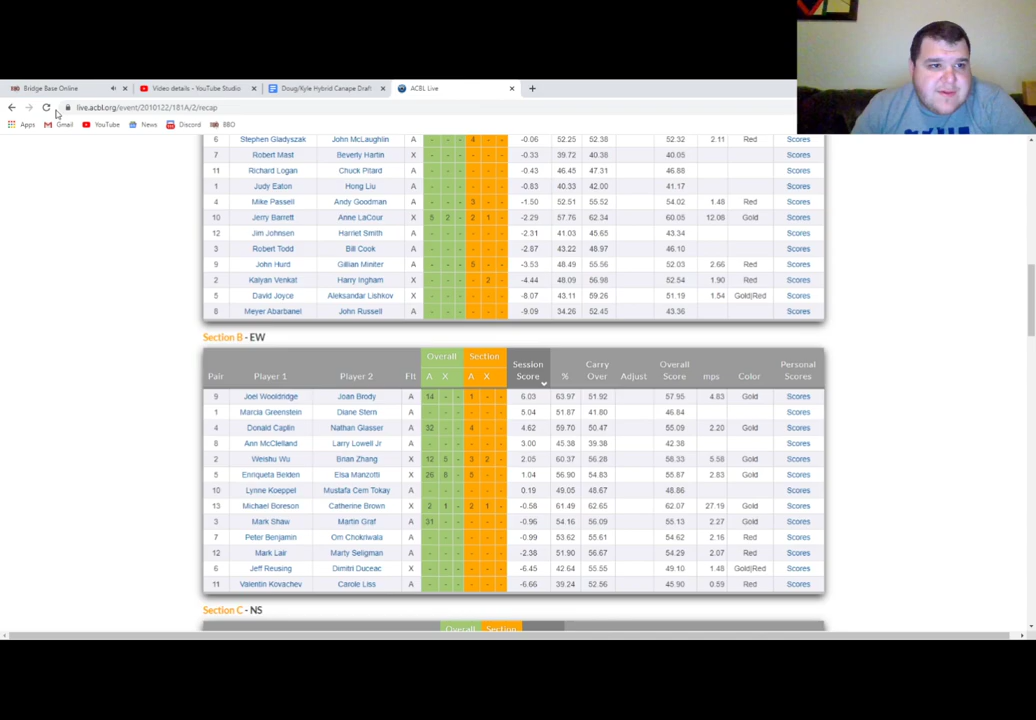 Bridge Base Online × Video details - YouTube Studio × Doug/Kyle Hybrid Canape Draft × ACBL Live × +
live.acbl.org/event/2010122/181A/2/recap
Apps Gmail YouTube News Discord BBO
6 Stephen Gladyszak John McLaughlin A - - - 4 - - -0.06 52.25 52.38 52.32 2.11 Red Scores
7 Robert Mast Beverly Hartin X - - - - - - -0.33 39.72 40.38 40.05 Scores
11 Richard Logan Chuck Pitard A - - - - - - -0.43 46.45 47.31 46.88 Scores
1 Judy Eaton Hong Liu A - - - - - - -0.83 40.33 42.00 41.17 Scores
4 Mike Passell Andy Goodman A - - - 3 - - -1.50 52.51 55.52 54.02 1.48 Red Scores
10 Jerry Barrett Anne LaCour X 5 2 - 2 1 - -2.29 57.76 62.34 60.05 12.08 Gold Scores
12 Jim Johnsen Harriet Smith A - - - - - - -2.31 41.03 45.65 43.34 Scores
3 Robert Todd Bill Cook A - - - - - - -2.87 43.22 48.97 46.10 Scores
9 John Hurd Gillian Miniter A - - - 5 - - -3.53 48.49 55.56 52.03 2.66 Red Scores
2 Kalyan Venkat Harry Ingham X - - - - 2 - -4.44 48.09 56.98 52.54 1.90 Red Scores
5 David Joyce Aleksandar Lishkov X - - - - - - -8.07 43.11 59.26 51.19 1.54 Gold|Red Scores
8 Meyer Abarbanel John Russell A - - - - - - -9.09 34.26 52.45 43.36 Scores
Section B - EW
Overall Section Session Carry Overall Personal
Pair Player 1 Player 2 Flt A X A X Score % Over Adjust Score mps Color Scores
9 Joel Wooldridge Joan Brody A 14 - - 1 - - 6.03 63.97 51.92 57.95 4.83 Gold Scores
1 Marcia Greenstein Diane Stern A - - - - - - 5.04 51.87 41.80 46.84 Scores
4 Donald Caplin Nathan Glasser A 32 - - 4 - - 4.62 59.70 50.47 55.09 2.20 Gold Scores
8 Ann McClelland Larry Lowell Jr A - - - - - - 3.00 45.38 39.38 42.38 Scores
2 Weishu Wu Brian Zhang X 12 5 - 3 2 - 2.05 60.37 56.28 58.33 5.58 Gold Scores
5 Enriqueta Belden Elsa Manzotti X 26 8 - 5 - - 1.04 56.90 54.83 55.87 2.83 Gold Scores
10 Lynne Koeppel Mustafa Cem Tokay A - - - - - - 0.19 49.05 48.67 48.86 Scores
13 Michael Boreson Catherine Brown X 2 1 - 2 1 - -0.58 61.49 62.65 62.07 27.19 Gold Scores
3 Mark Shaw Martin Graf A 31 - - - - - -0.96 54.16 56.09 55.13 2.27 Gold Scores
7 Peter Benjamin Om Chokriwala A - - - - - - -0.99 53.62 55.61 54.62 2.16 Red Scores
12 Mark Lair Marty Seligman A - - - - - - -2.38 51.90 56.67 54.29 2.07 Red Scores
6 Jeff Reusing Dimitri Duceac X - - - - - - -6.45 42.64 55.55 49.10 1.48 Gold|Red Scores
11 Valentin Kovachev Carole Liss A - - - - - - -6.66 39.24 52.56 45.90 0.59 Red Scores
Section C - NS
Overall Section